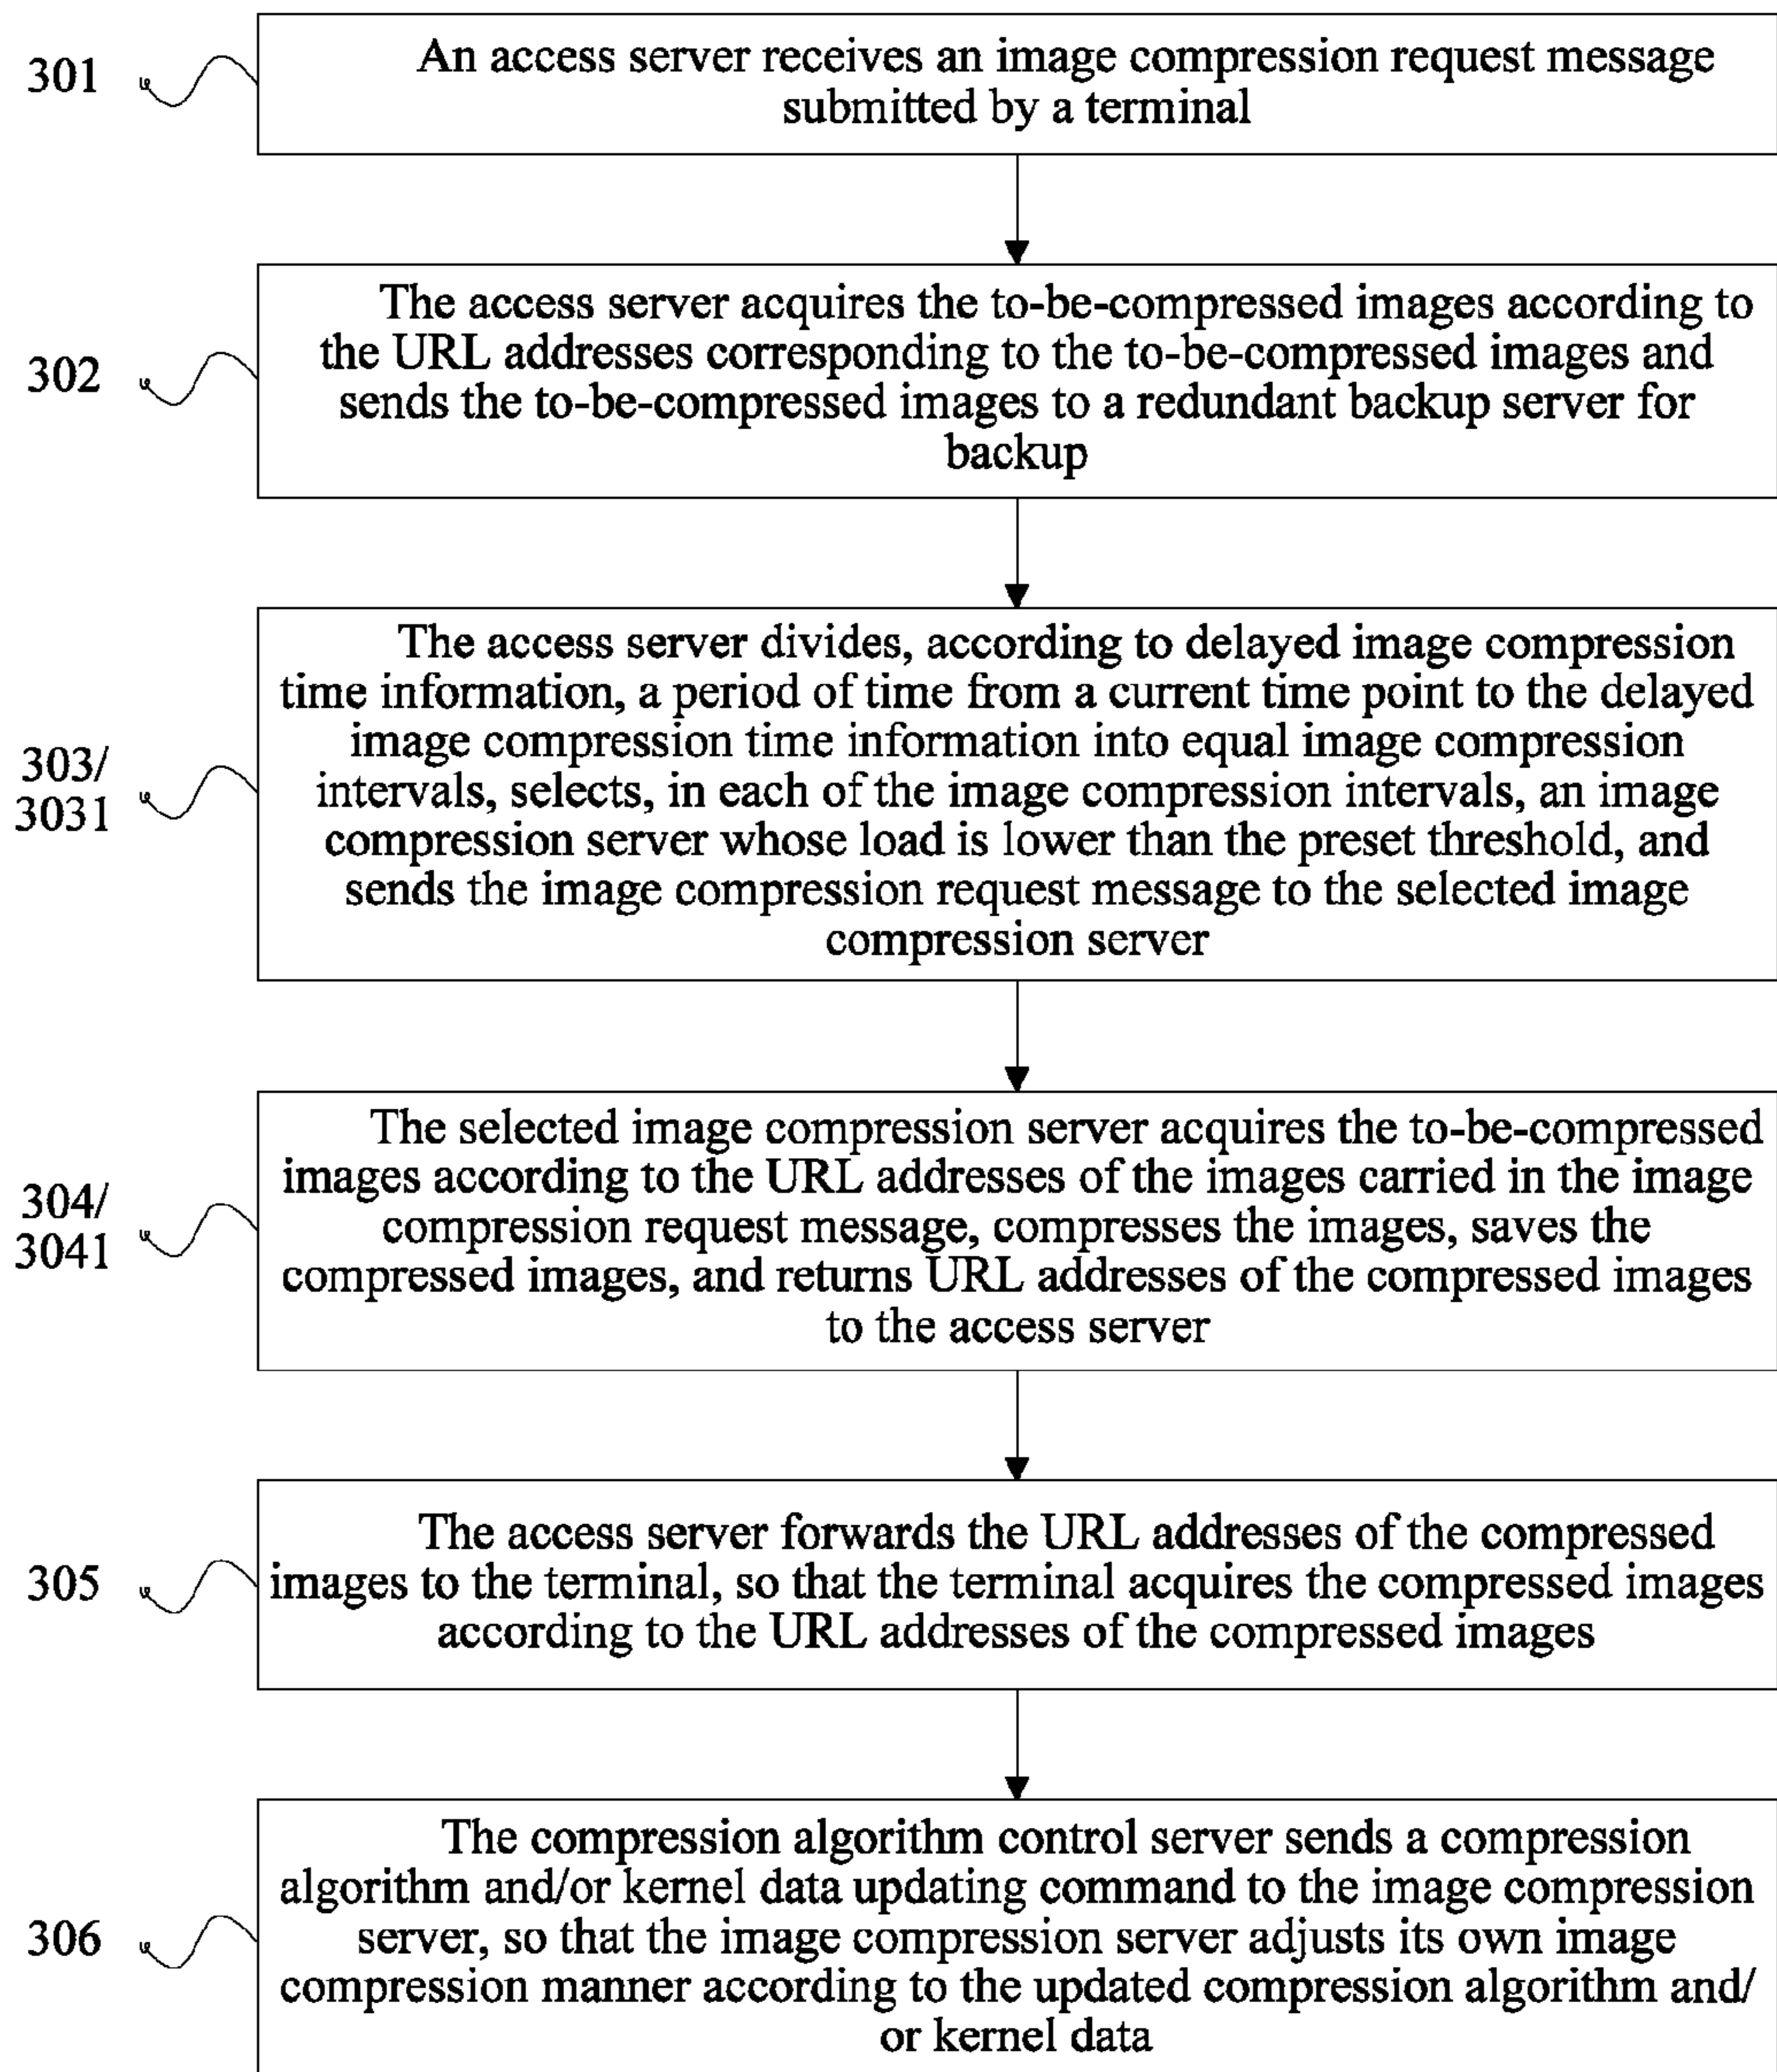 301
An access server receives an image compression request message
submitted by a terminal
302
The access server acquires the to-be-compressed images according to
the URL addresses corresponding to the to-be-compressed images and
sends the to-be-compressed images to a redundant backup server for
backup
303/
3031
The access server divides, according to delayed image compression
time information, a period of time from a current time point to the delayed
image compression time information into equal image compression
intervals, selects, in each of the image compression intervals, an image
compression server whose load is lower than the preset threshold, and
sends the image compression request message to the selected image
compression server
304/
3041
The selected image compression server acquires the to-be-compressed
images according to the URL addresses of the images carried in the image
compression request message, compresses the images, saves the
compressed images, and returns URL addresses of the compressed images
to the access server
305
The access server forwards the URL addresses of the compressed
images to the terminal, so that the terminal acquires the compressed images
according to the URL addresses of the compressed images
306
The compression algorithm control server sends a compression
algorithm and/or kernel data updating command to the image compression
server, so that the image compression server adjusts its own image
compression manner according to the updated compression algorithm and/
or kernel data